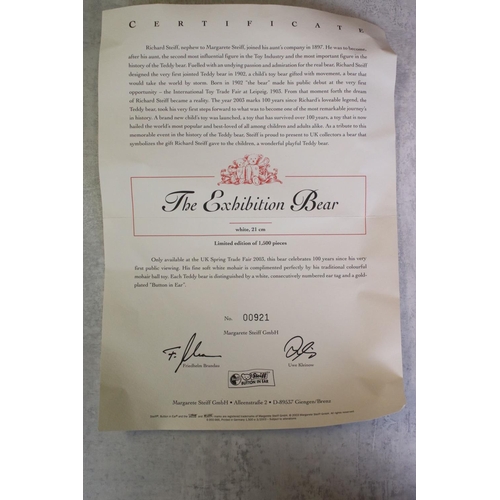 CERTIFICATE
Richard Steiff, nephew to Margarete Steiff, joined his aunt's company in 1897. He was to become,
after his aunt, the second most influential figure in the Toy Industry and the most important figure in the
history of the Teddy bear. Fuelled with an undying passion and admiration for the real bear, Richard Steiff
designed the very first jointed Teddy bear in 1902, a child's toy bear gifted with movement, a bear that
would take the world by storm. Born in 1902 "the bear" made his public debut at the very first
opportunity – the International Toy Trade Fair at Leipzig: 1903. From that moment forth the dream
of Richard Steiff became a reality. The year 2003 marks 100 years since Richard's loveable legend, the
Teddy bear, took his very first steps forward to what was to become one of the most remarkable journeys
in history. A brand new child's toy was launched, a toy that has survived over 100 years, a toy that is now
hailed the world's most popular and best-loved of all among children and adults alike. As a tribute to the
memorable event in the history of the Teddy bear, Steiff is proud to present to UK collectors a bear that
symbolizes the gift Richard Steiff gave to the children, a wonderful playful Teddy bear.
The Exhibition Bear
white, 21 cm
Limited edition of 1,500 pieces
Only available at the UK Spring Trade Fair 2003, this bear celebrates 100 years since his very
first public viewing. His fine soft white mohair is complimented perfectly by his traditional colourful
mohair ball toy. Each Teddy bear is distinguished by a white, consecutively numbered ear tag and a gold-
plated "Button in Ear".
No. 00921
Margarete Steiff GmbH
Friedhelm Brandau
Uwe Kleinsen
Steiff
BUTTON IN EAR
Margarete Steiff GmbH • Alleenstraße 2 • D-89537 Giengen/Brenz